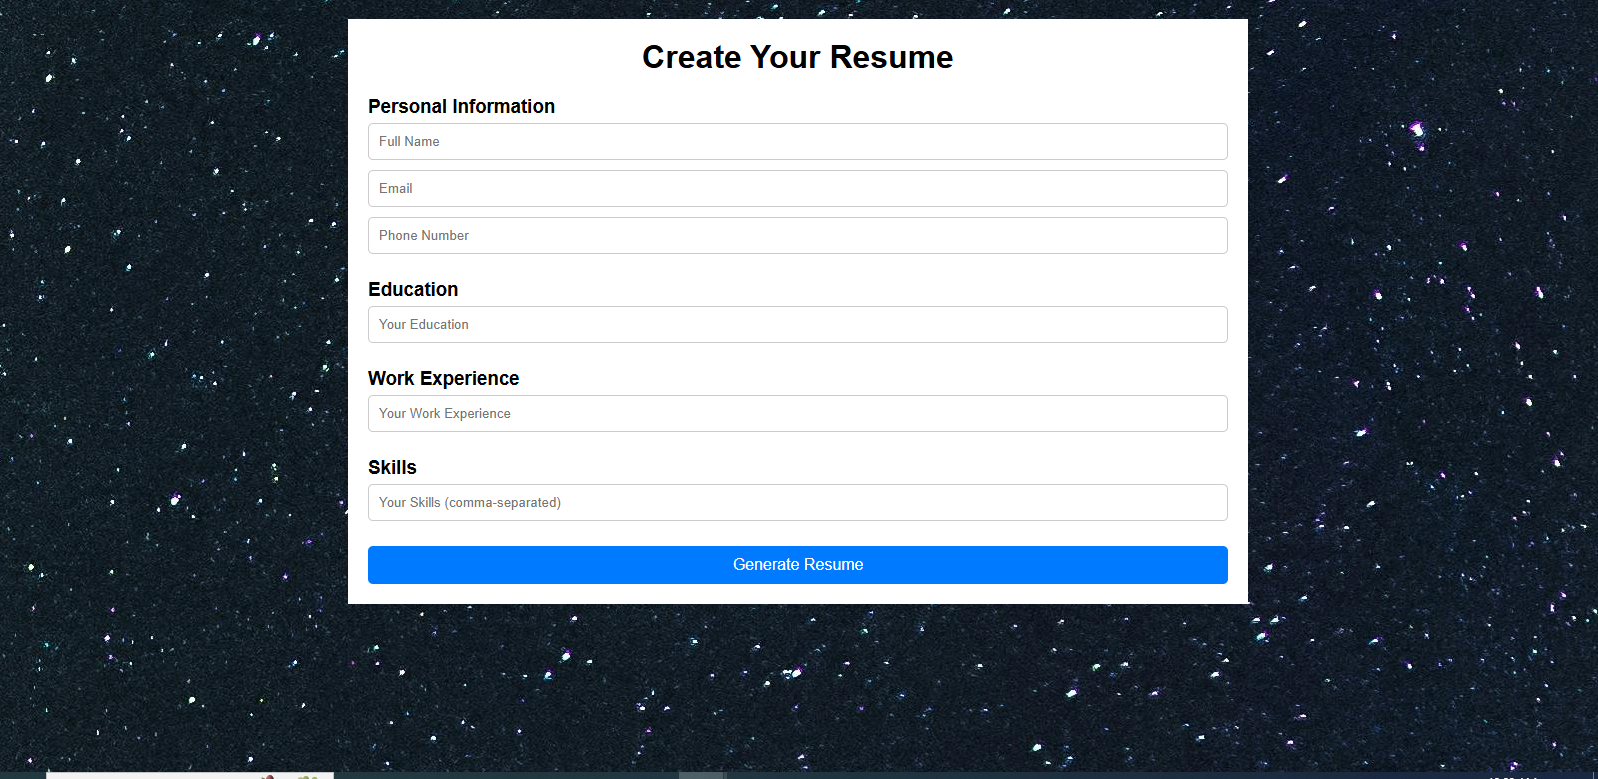 Create Your Resume
Personal Information
Full Name
Email
Phone Number
Education
Your Education
Work Experience
Your Work Experience
Skills
Your Skills (comma-separated)
Generate Resume